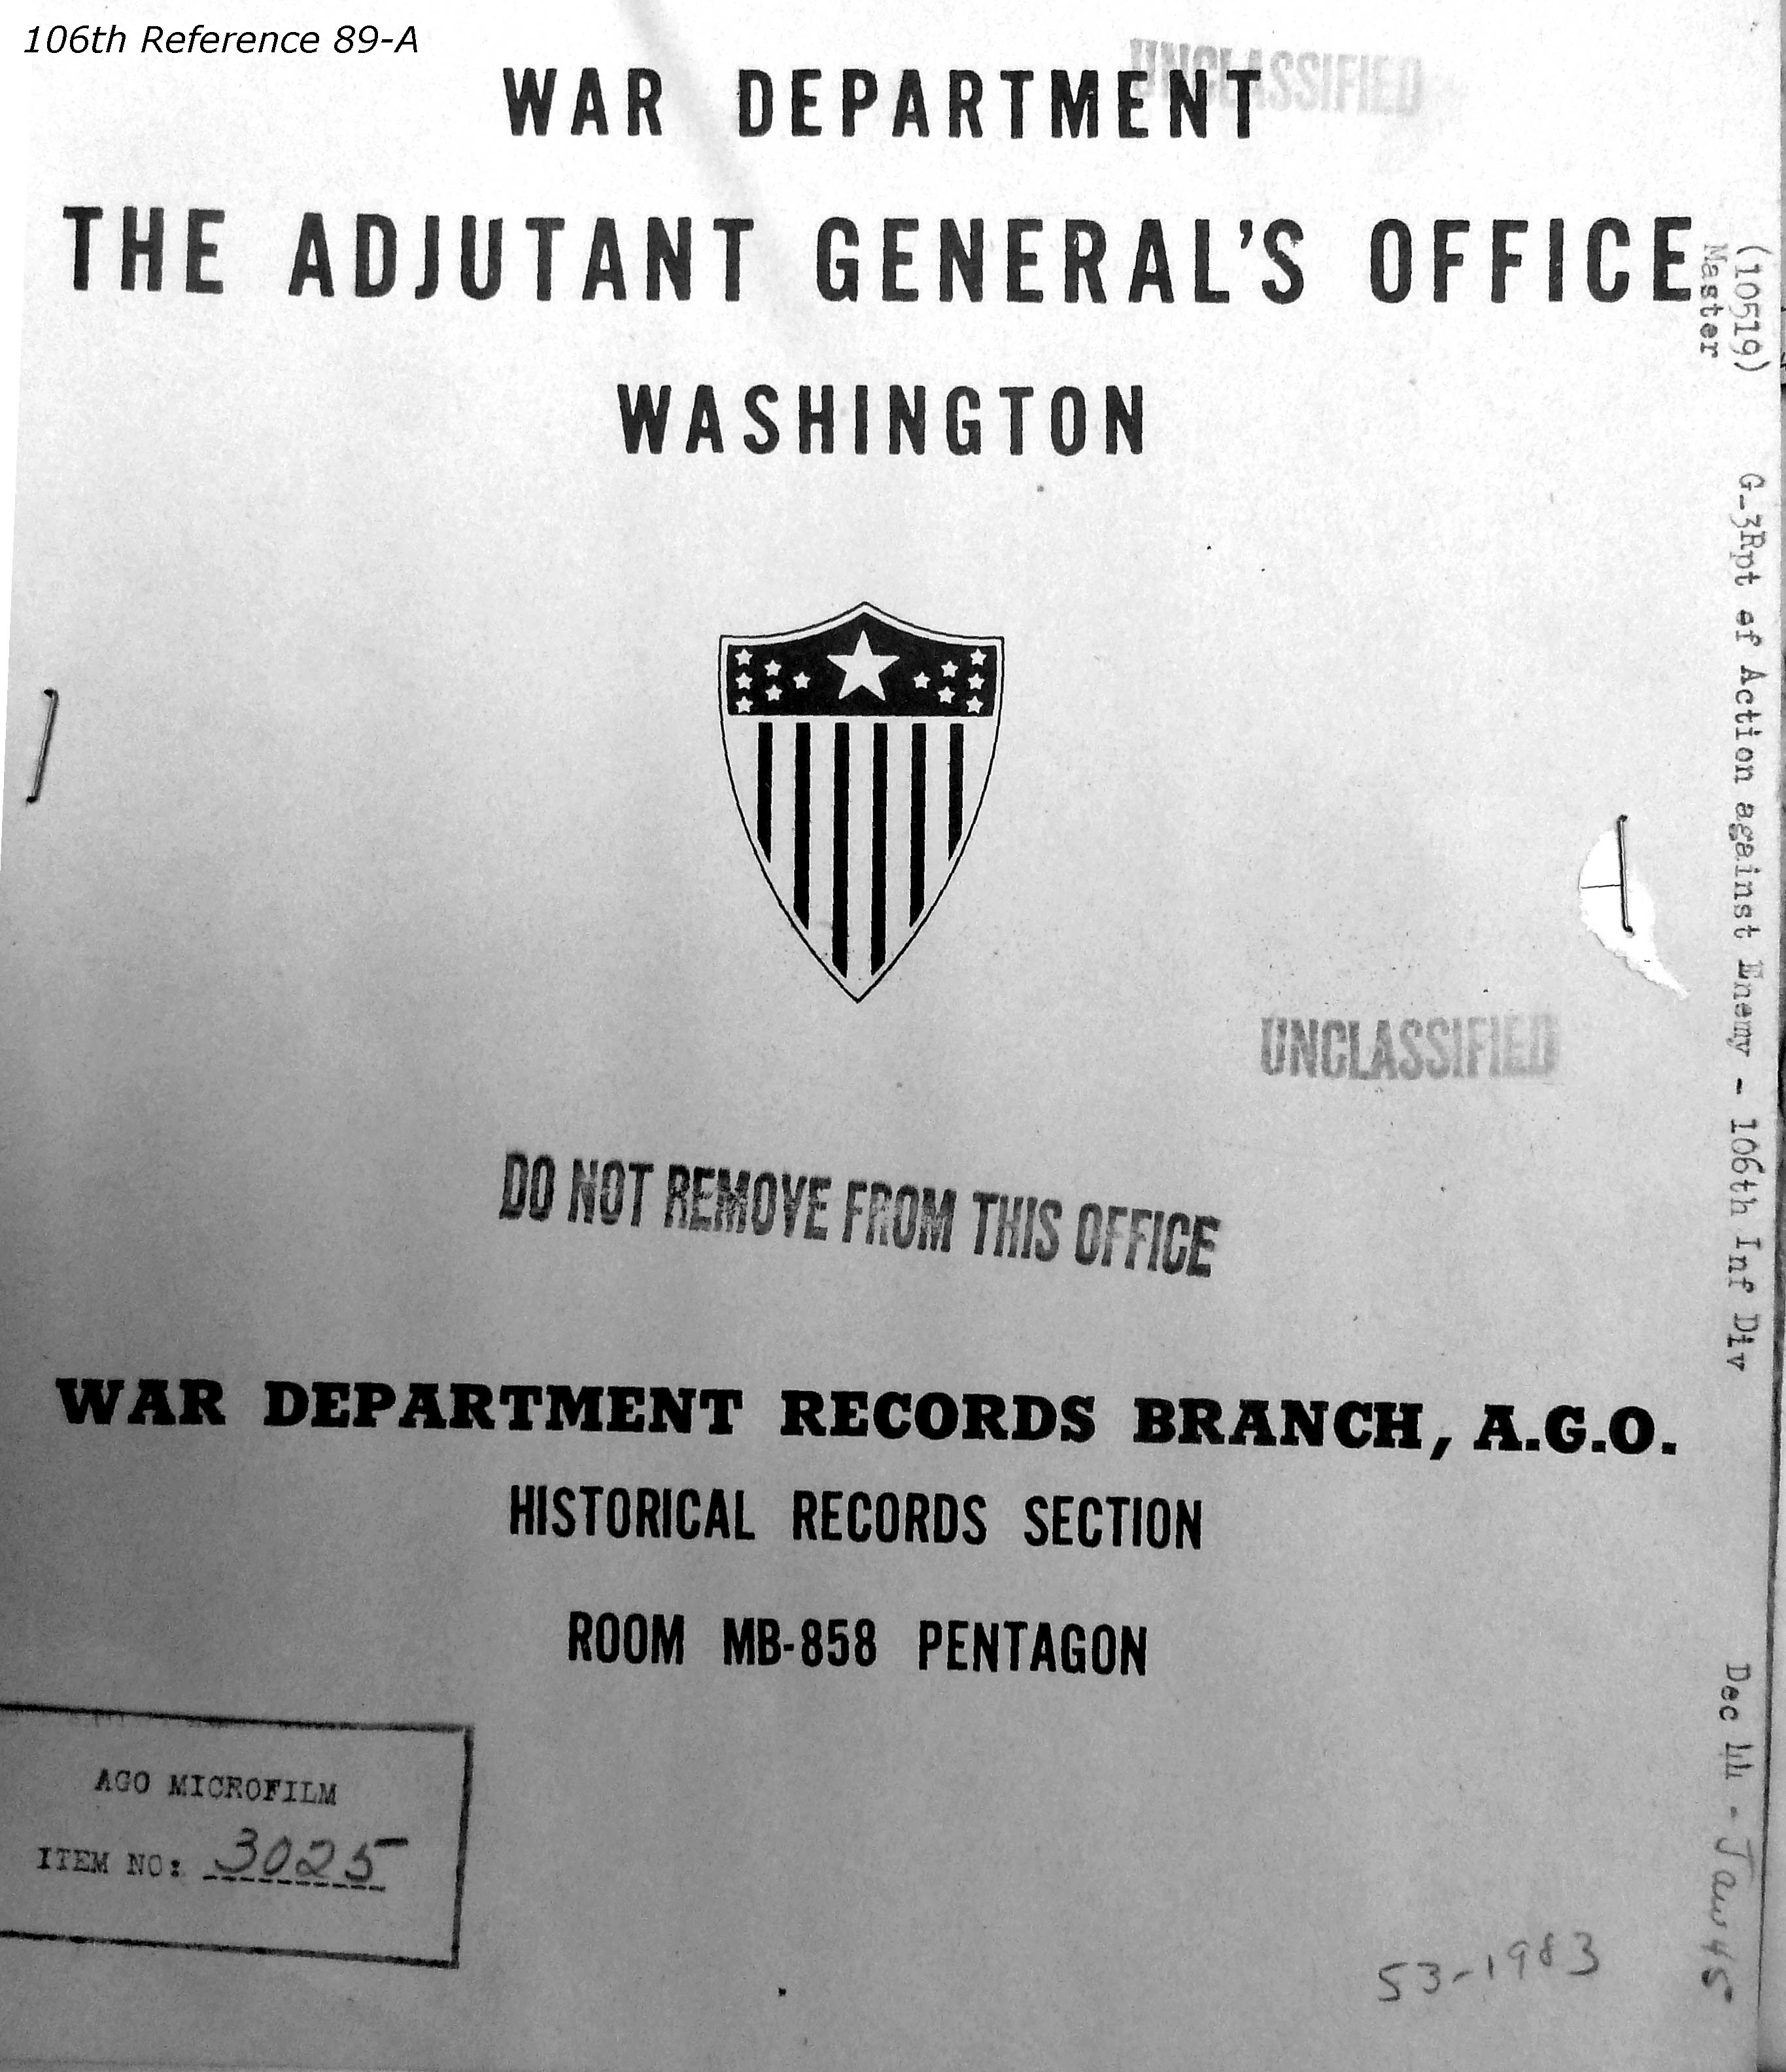 106th Reference 89-A
UNCLASSIFIED
WAR DEPARTMENT
THE ADJUTANT GENERAL'S OFFICE
WASHINGTON
UNCLASSIFIED
DO NOT REMOVE FROM THIS OFFICE
WAR DEPARTMENT RECORDS BRANCH, A.G.O.
HISTORICAL RECORDS SECTION
ROOM MB-858 PENTAGON
AGO MICROFILM
ITEM NO: 3025
53-1983
(10519) G-3Rpt of Action against Enemy - 106th Inf Div Dec 44 - Jan 45
Master